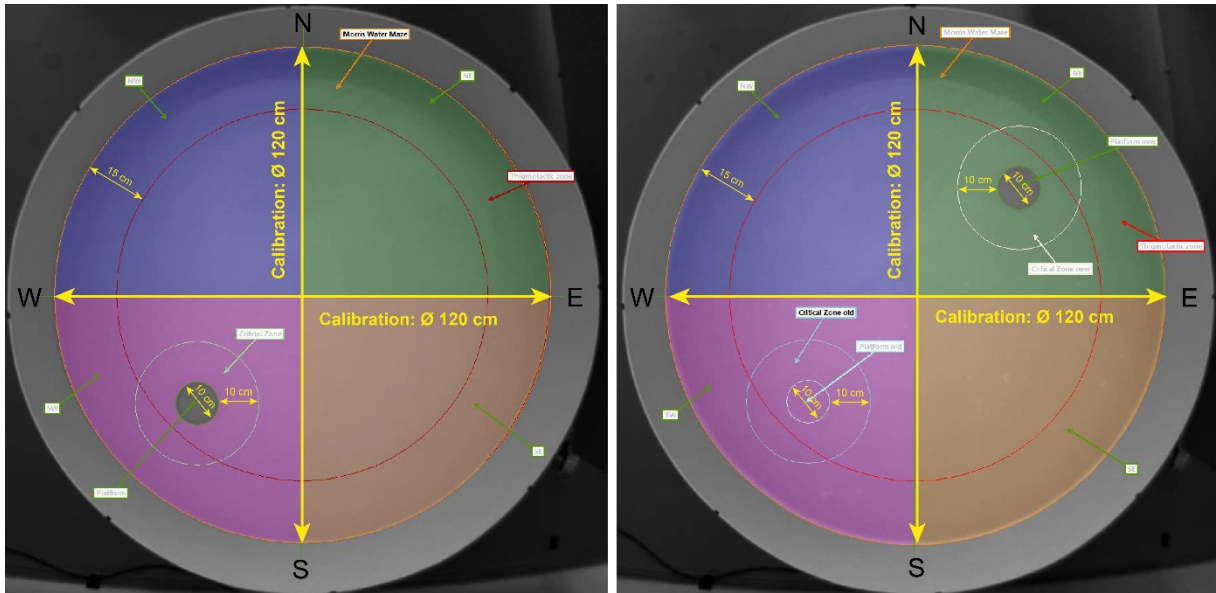 N
Morris Water Maze
NW
NE
15 cm
Calibration: Ø 120 cm
Thigmotactic zone
W
E
Calibration: Ø 120 cm
Critcial Zone
10 cm
10 cm
SW
SE
Platform
S
N
Morris Water Maze
NW
NE
Platform new
15 cm
10 cm
10 cm
Calibration: Ø 120 cm
Thigmotactic zone
Critical Zone new
W
E
Calibration: Ø 120 cm
Critical Zone old
Platform old
10 cm
10 cm
SW
SE
S